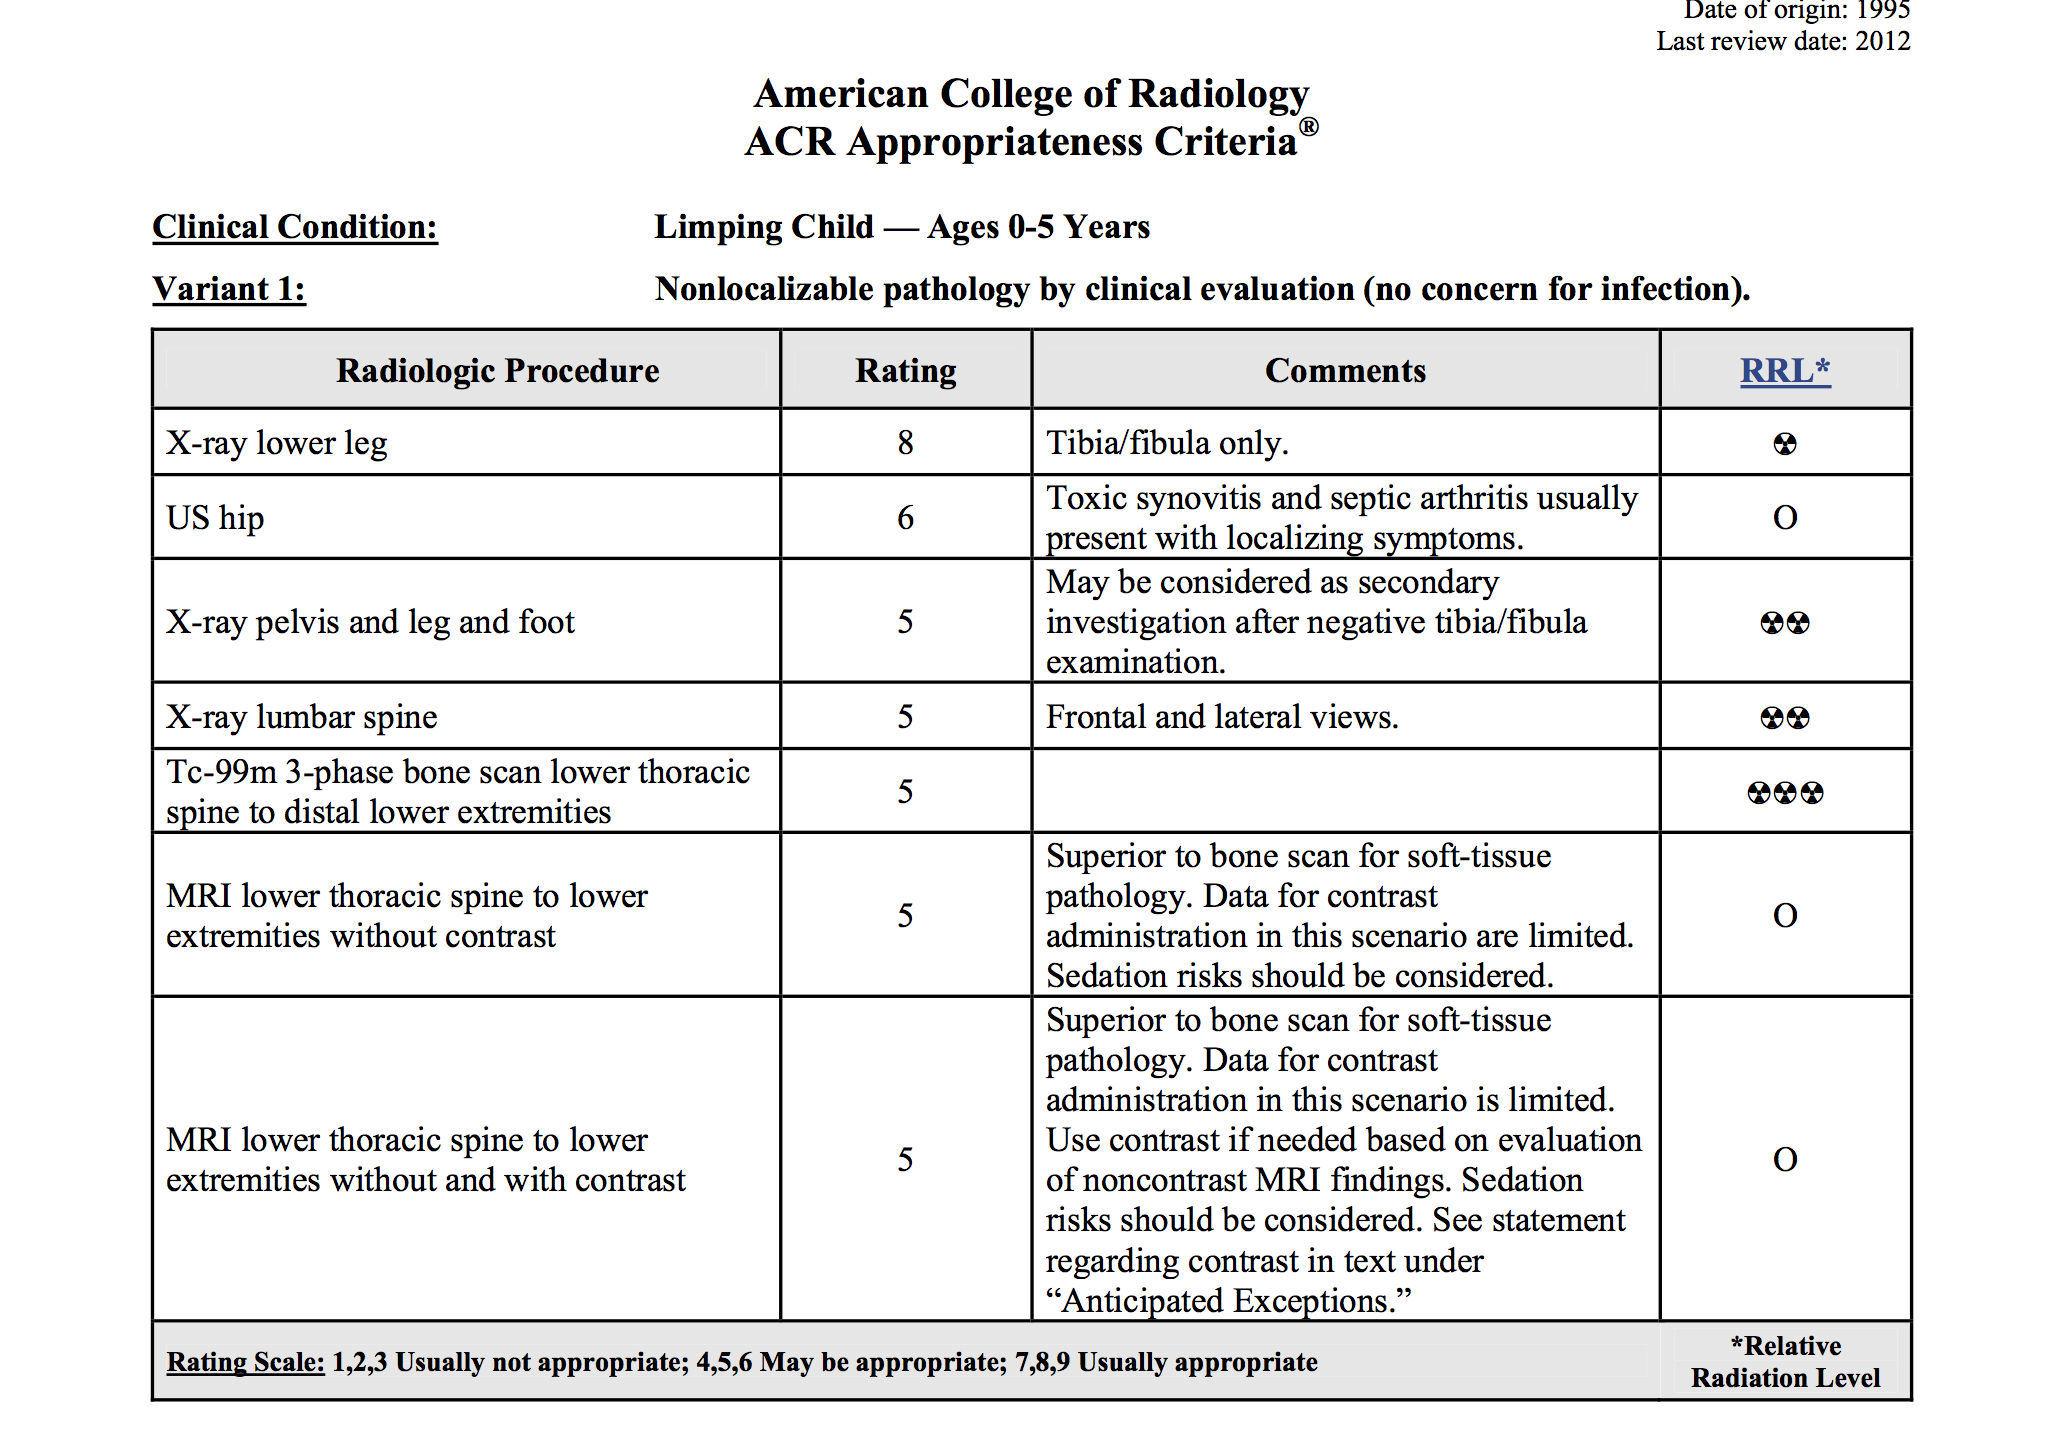 Date of origin: 1995
Last review date: 2012
American College of Radiology
ACR Appropriateness Criteria®
Clinical Condition: Limping Child — Ages 0-5 Years
Variant 1: Nonlocalizable pathology by clinical evaluation (no concern for infection).
Radiologic Procedure Rating Comments RRL*
X-ray lower leg 8 Tibia/fibula only. ☢
US hip 6 Toxic synovitis and septic arthritis usually
present with localizing symptoms. O
X-ray pelvis and leg and foot 5 May be considered as secondary
investigation after negative tibia/fibula
examination. ☢☢
X-ray lumbar spine 5 Frontal and lateral views. ☢☢
Tc-99m 3-phase bone scan lower thoracic
spine to distal lower extremities 5 ☢☢☢
MRI lower thoracic spine to lower
extremities without contrast 5 Superior to bone scan for soft-tissue
pathology. Data for contrast
administration in this scenario are limited.
Sedation risks should be considered. O
MRI lower thoracic spine to lower
extremities without and with contrast 5 Superior to bone scan for soft-tissue
pathology. Data for contrast
administration in this scenario is limited.
Use contrast if needed based on evaluation
of noncontrast MRI findings. Sedation
risks should be considered. See statement
regarding contrast in text under
“Anticipated Exceptions.” O
Rating Scale: 1,2,3 Usually not appropriate; 4,5,6 May be appropriate; 7,8,9 Usually appropriate
*Relative
Radiation Level